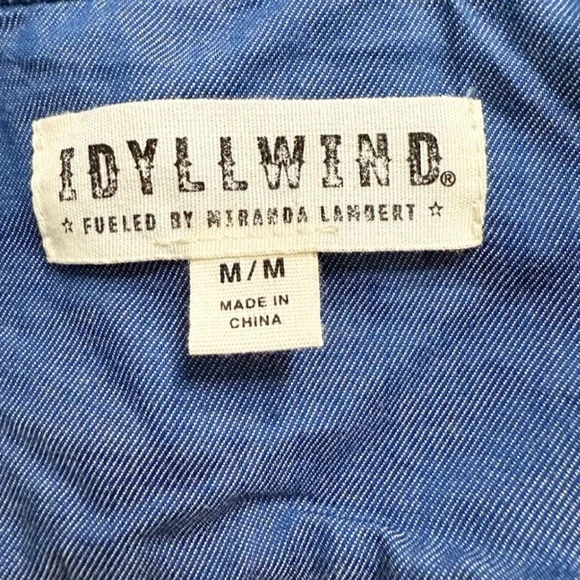 IDYLLWIND®
☆ FUELED BY MIRANDA LAMBERT ☆
M/M
MADE IN
CHINA